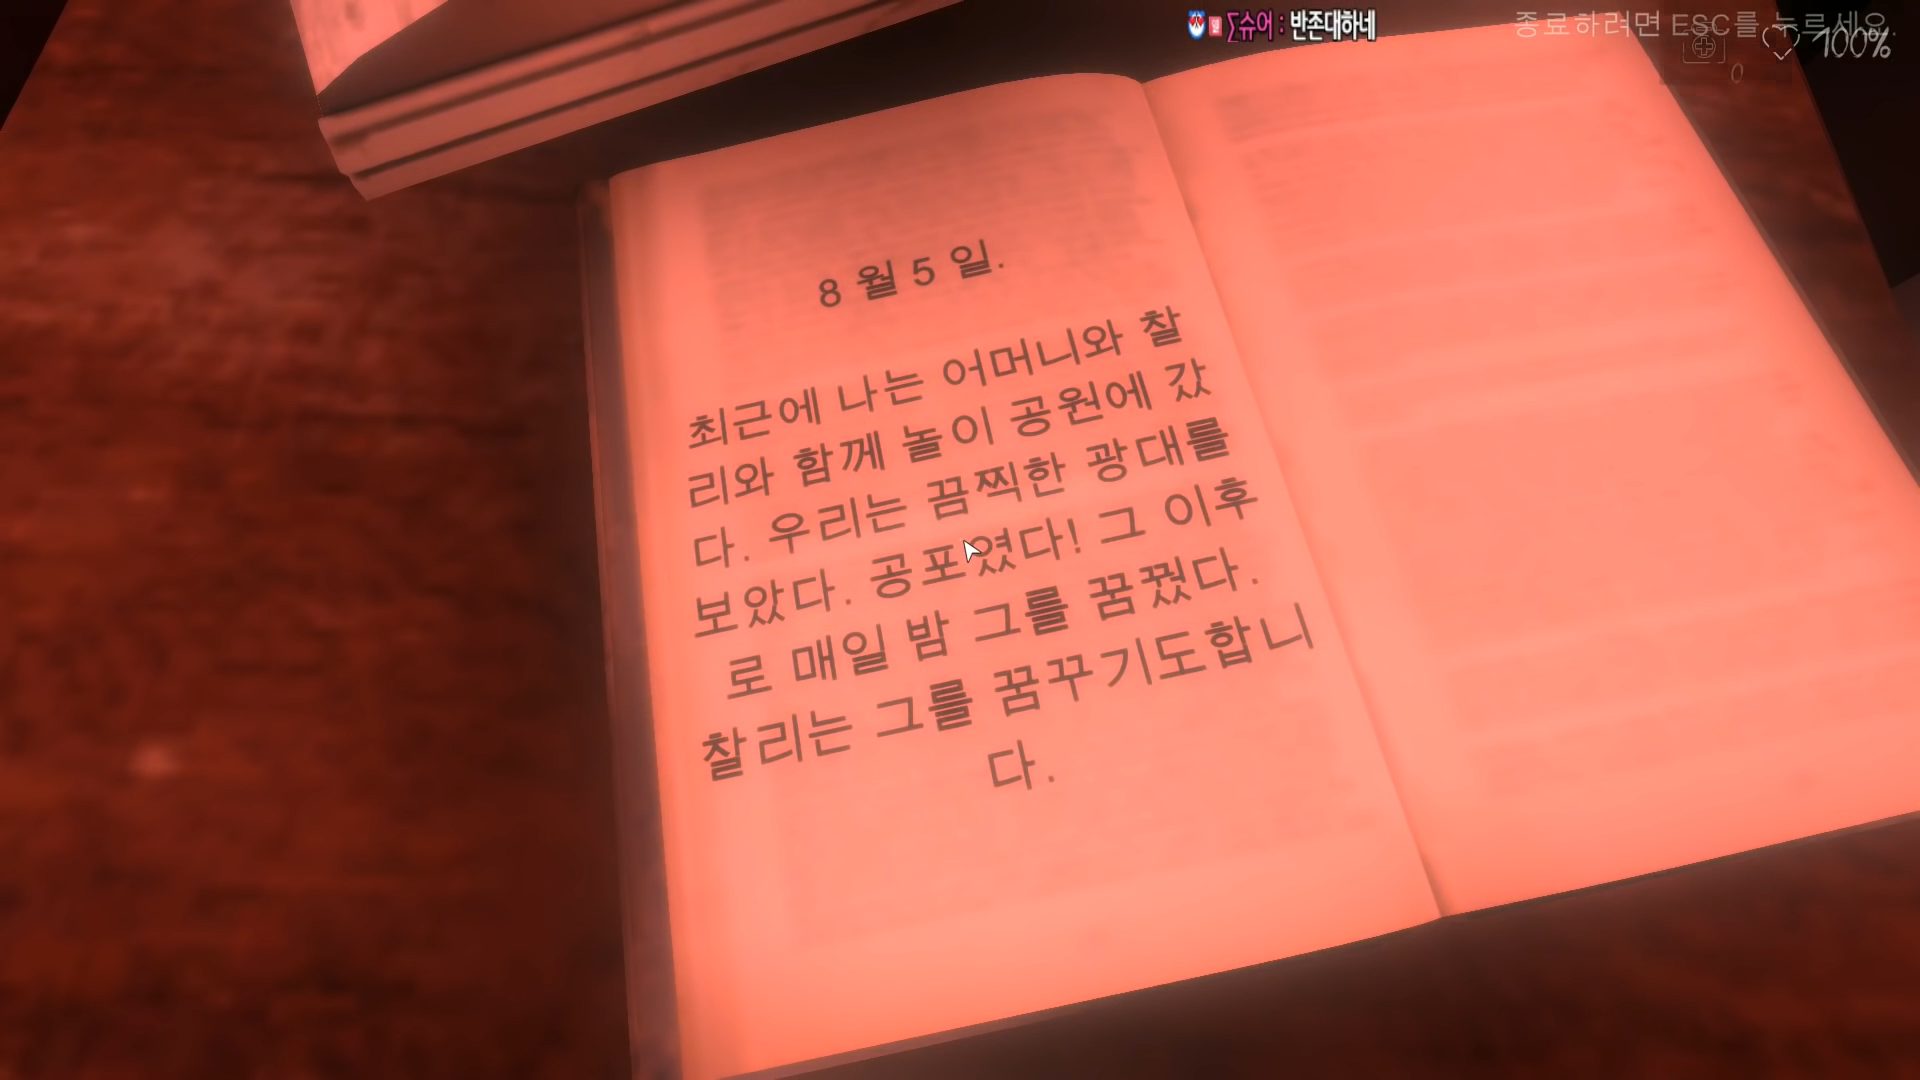 ∑슈어 : 반존대하네
종료하려면 ESC를 누르세요.
100%
0
8 월 5 일.
최근에 나는 어머니와 찰
리와 함께 놀이 공원에 갔
다. 우리는 끔찍한 광대를
보았다. 공포였다! 그 이후
로 매일 밤 그를 꿈꿨다.
찰리는 그를 꿈꾸기도합니
다.